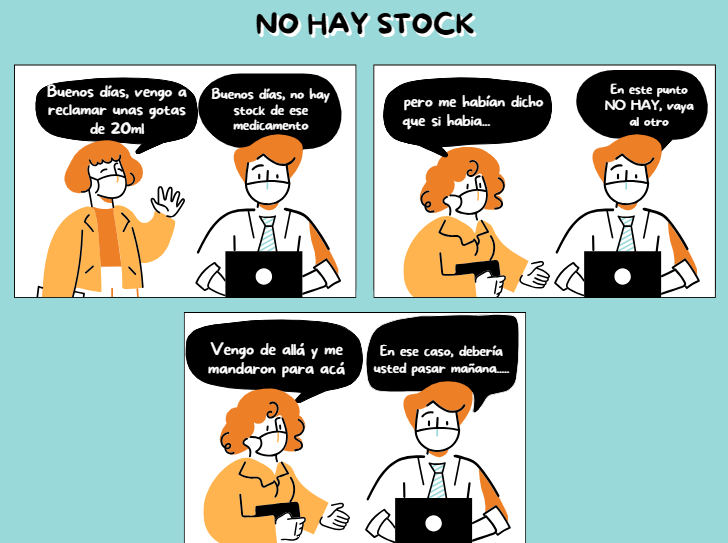 NO HAY STOCK
Buenos días, vengo a
reclamar unas gotas
de 20ml
Buenos días, no hay
stock de ese
medicamento
pero me habían dicho
que si habia...
En este punto
NO HAY, vaya
al otro
Vengo de allá y me
mandaron para acá
En ese caso, debería
usted pasar mañana.....